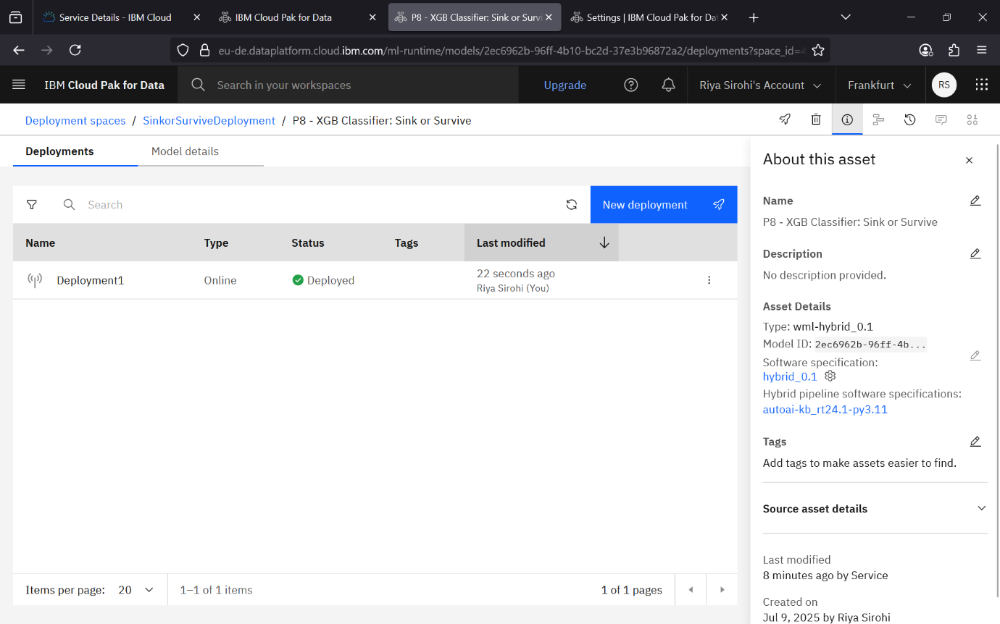 Service Details - IBM Cloud
IBM Cloud Pak for Data
P8 - XGB Classifier: Sink or Survi
Settings | IBM Cloud Pak for Dat
eu-de.dataplatform.cloud.ibm.com/ml-runtime/models/2ec6962b-96ff-4b10-bc2d-37e3b96872a2/deployments?space_id=4
IBM Cloud Pak for Data
Search in your workspaces
Upgrade
Riya Sirohi's Account
Frankfurt
RS
Deployment spaces / SinkorSurviveDeployment / P8 - XGB Classifier: Sink or Survive
Deployments
Model details
Search
New deployment
Name Type Status Tags Last modified
Deployment1 Online Deployed 22 seconds ago
Riya Sirohi (You)
Items per page: 20
1–1 of 1 items
1 of 1 pages
About this asset
Name
P8 - XGB Classifier: Sink or Survive
Description
No description provided.
Asset Details
Type: wml-hybrid_0.1
Model ID: 2ec6962b-96ff-4b...
Software specification:
hybrid_0.1
Hybrid pipeline software specifications:
autoai-kb_rt24.1-py3.11
Tags
Add tags to make assets easier to find.
Source asset details
Last modified
8 minutes ago by Service
Created on
Jul 9, 2025 by Riya Sirohi